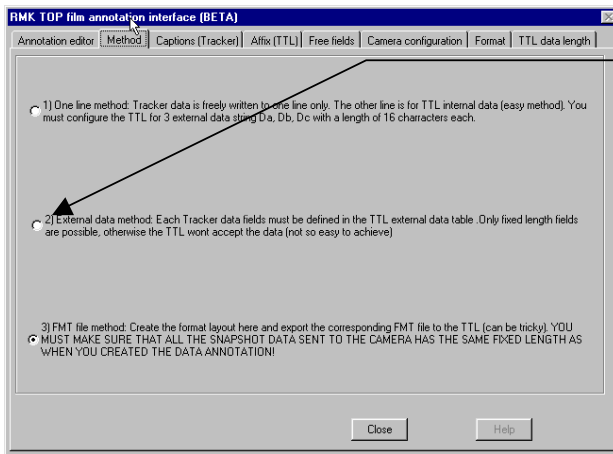 RMK TOP film annotation interface (BETA)
Annotation editor Method Captions (Tracker) Affix (TTL) Free fields Camera configuration Format TTL data length
1) One line method: Tracker data is freely written to one line only. The other line is for TTL internal data (easy method). You
must configure the TTL for 3 external data string Da, Db, Dc with a length of 16 charracters each.
2) External data method: Each Tracker data fields must be defined in the TTL external data table .Only fixed length fields
are possible, otherwise the TTL wont accept the data (not so easy to achieve)
3) FMT file method: Create the format layout here and export the corresponding FMT file to the TTL (can be tricky). YOU
MUST MAKE SURE THAT ALL THE SNAPSHOT DATA SENT TO THE CAMERA HAS THE SAME FIXED LENGTH AS
WHEN YOU CREATED THE DATA ANNOTATION!
Close Help